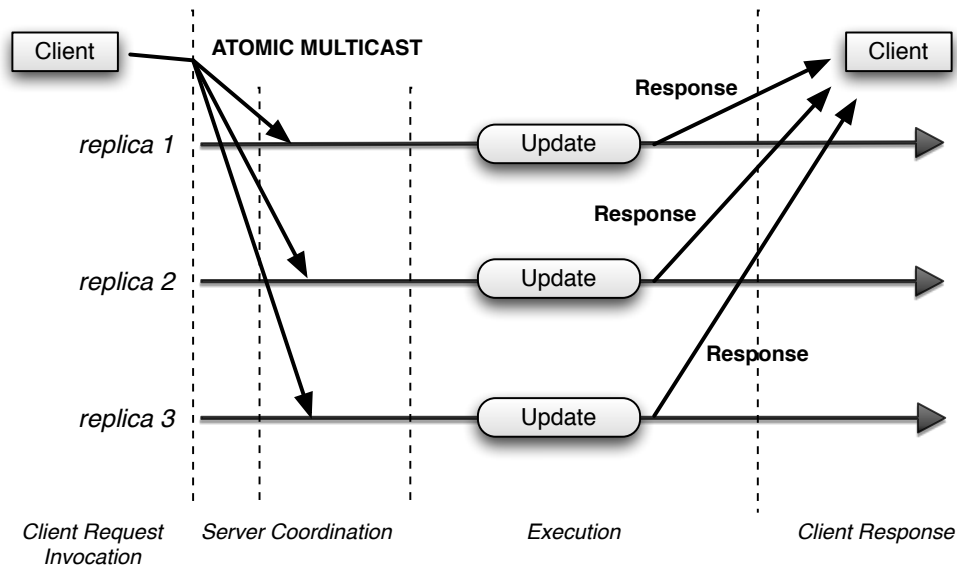 Client
ATOMIC MULTICAST
Client
Response
replica 1
Update
Response
replica 2
Update
Response
replica 3
Update
Client Request
Invocation
Server Coordination
Execution
Client Response